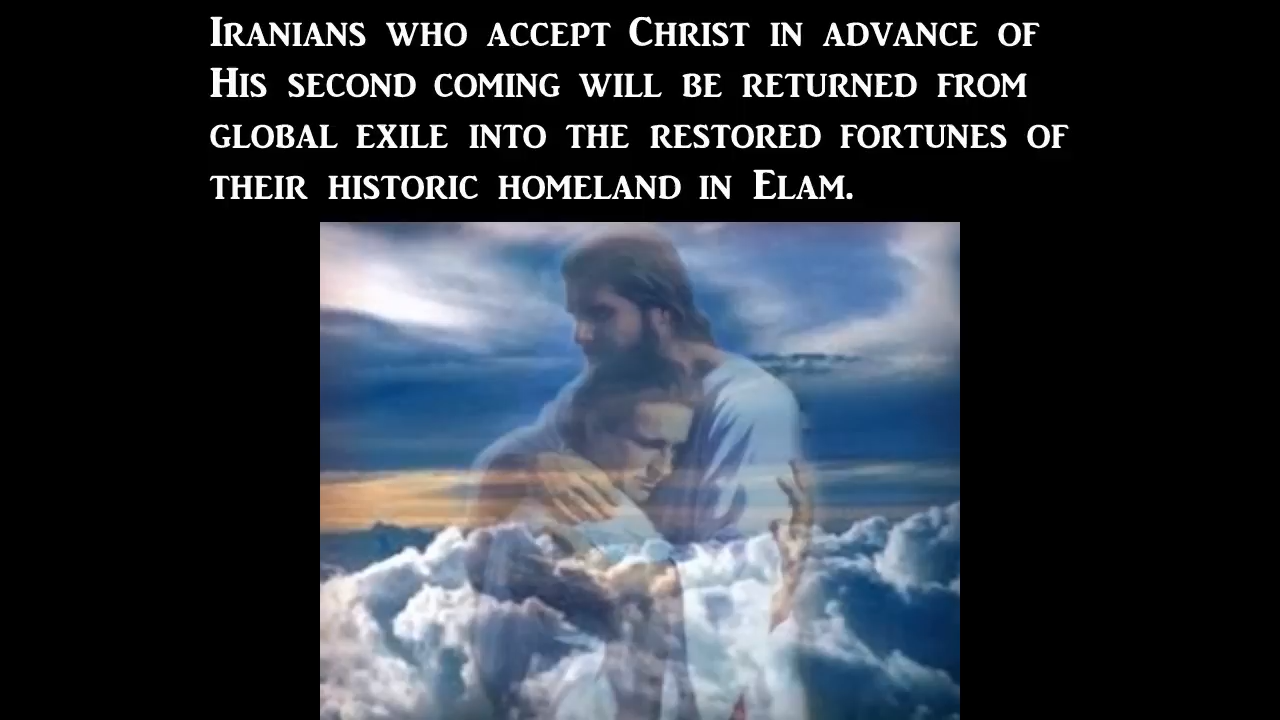 Iranians who accept Christ in advance of
His second coming will be returned from
global exile into the restored fortunes of
their historic homeland in Elam.